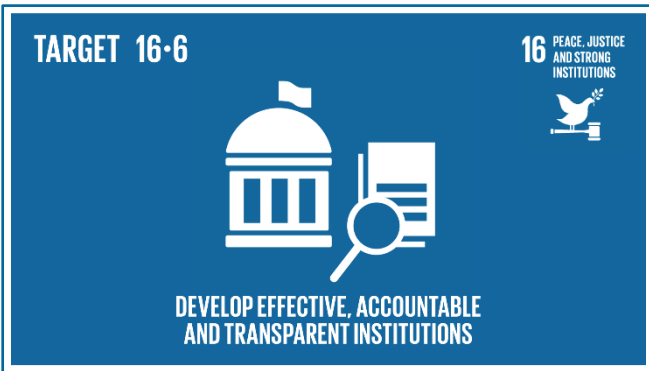 TARGET 16·6
16 PEACE, JUSTICE
AND STRONG
INSTITUTIONS
DEVELOP EFFECTIVE, ACCOUNTABLE
AND TRANSPARENT INSTITUTIONS